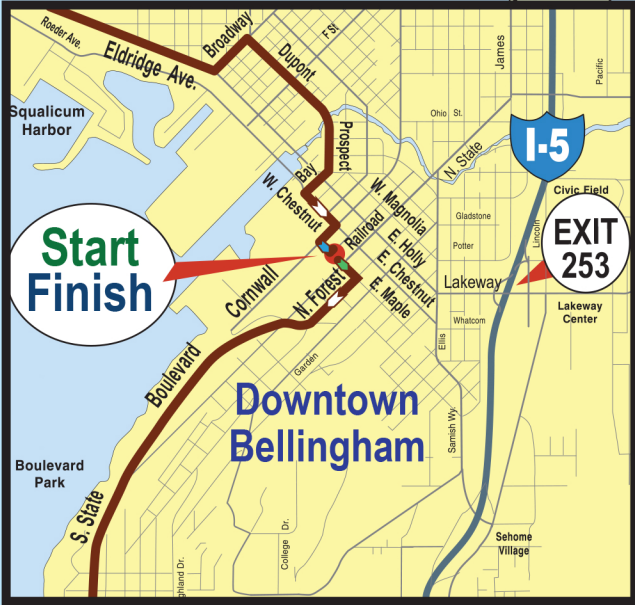 Roeder Ave.
Eldridge Ave.
Broadway
Dupont
F St
James
Pacific
Squalicum
Harbor
Ohio St.
Prospect
N. State
I-5
Bay
W. Chestnut
W. Magnolia
Railroad
E. Holly
E. Chestnut
E. Maple
Civic Field
Gladstone
Potter
Lincoln
EXIT
253
Start
Finish
Cornwall
N. Forest
Lakeway
Lakeway
Center
Whatcom
Ellis
Garden
Boulevard
Downtown
Bellingham
Samish Wy.
Boulevard
Park
S. State
College Dr.
Sehome
Village
ghland Dr.